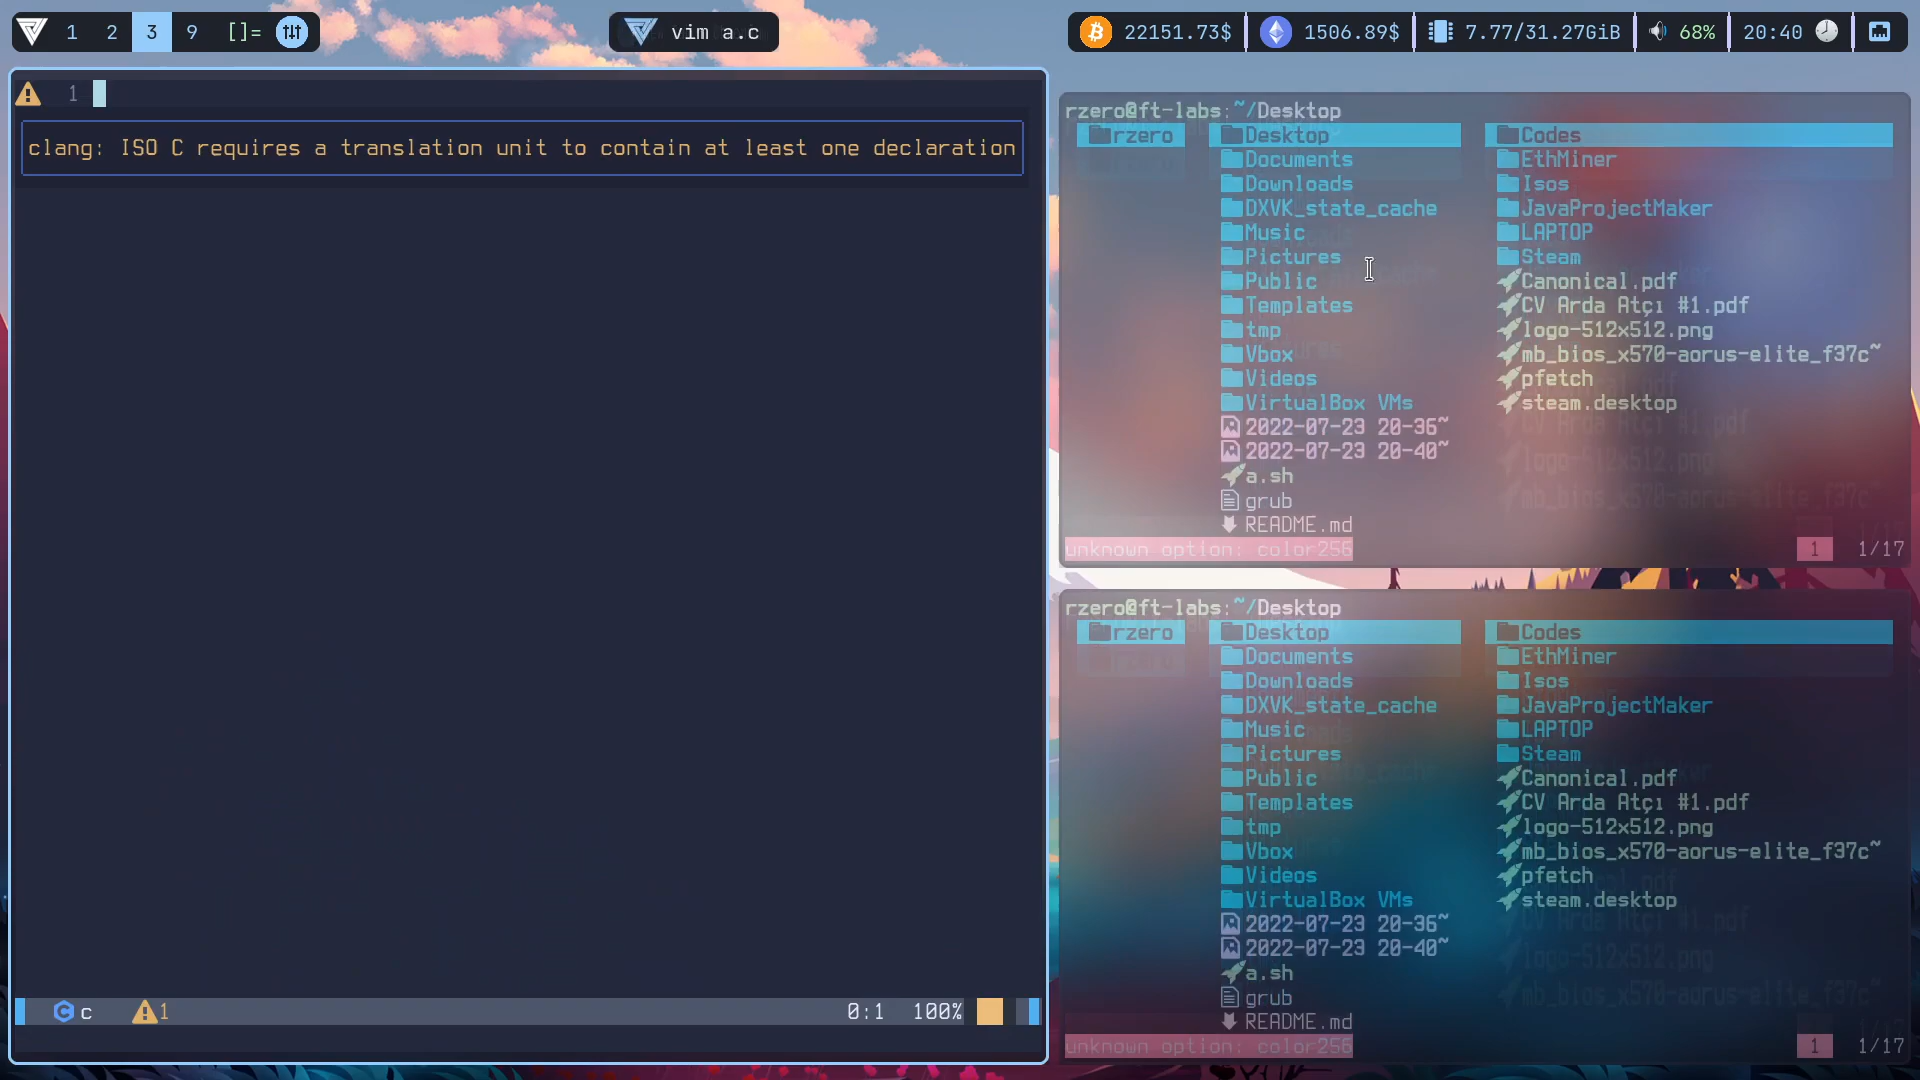 1 2 3 9 []=
vim a.c
22151.73$ 1506.89$ 7.77/31.27GiB 68% 20:40
1
clang: ISO C requires a translation unit to contain at least one declaration
c 1 0:1 100%
rzero@ft-labs:~/Desktop
rzero Desktop Codes
Documents EthMiner
Downloads Isos
DXVK_state_cache JavaProjectMaker
Music LAPTOP
Pictures Steam
Public Canonical.pdf
Templates CV Arda Atçı #1.pdf
tmp logo-512x512.png
Vbox mb_bios_x570-aorus-elite_f37c~
Videos pfetch
VirtualBox VMs steam.desktop
2022-07-23 20-36~
2022-07-23 20-40~
a.sh
grub
README.md
unknown option: color256 1 1/17
rzero@ft-labs:~/Desktop
rzero Desktop Codes
Documents EthMiner
Downloads Isos
DXVK_state_cache JavaProjectMaker
Music LAPTOP
Pictures Steam
Public Canonical.pdf
Templates CV Arda Atçı #1.pdf
tmp logo-512x512.png
Vbox mb_bios_x570-aorus-elite_f37c~
Videos pfetch
VirtualBox VMs steam.desktop
2022-07-23 20-36~
2022-07-23 20-40~
a.sh
grub
README.md
unknown option: color256 1 1/17